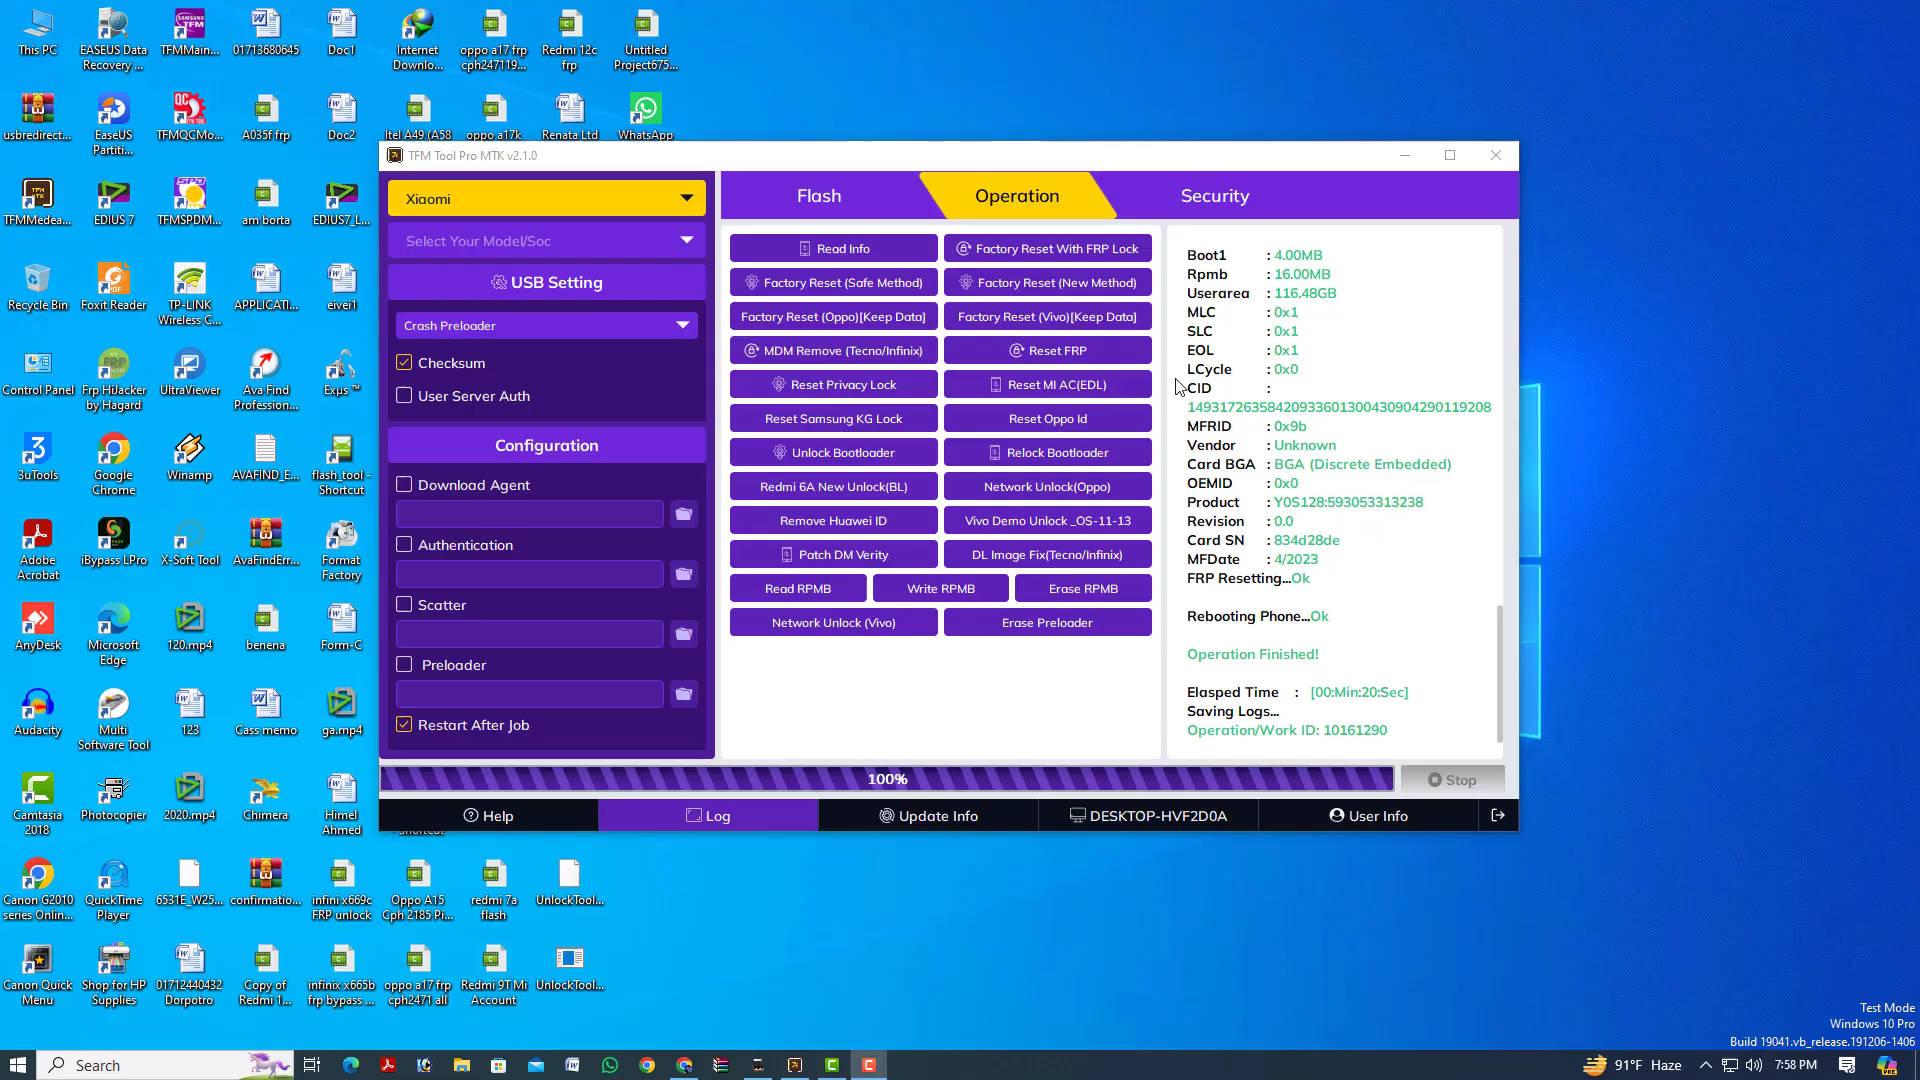 This PC
EASEUS Data
Recovery ...
TFMMain...
01713680645
Doc1
Internet
Downlo...
oppo a17 frp
cph247119...
Redmi 12c
frp
Untitled
Project675...
usbredirect...
EaseUS
Partiti...
TFMQCMo...
A035f frp
Doc2
Itel A49 (A58
oppo a17k
Renata Ltd
WhatsApp
TFMMedea...
EDIUS 7
TFMSPDM...
am borta
EDIUS7_L...
Recycle Bin
Foxit Reader
TP-LINK
Wireless C...
APPLICATI...
eivei1
Control Panel
Frp HiJacker
by Hagard
UltraViewer
Ava Find
Profession...
Exџs ™
3uTools
Google
Chrome
Winamp
AVAFIND_E...
flash_tool -
Shortcut
Adobe
Acrobat
iBypass LPro
X-Soft Tool
AvaFindErr...
Format
Factory
AnyDesk
Microsoft
Edge
120.mp4
benena
Form-C
Audacity
Multi
Software Tool
123
Cass memo
ga.mp4
Camtasia
2018
Photocopier
2020.mp4
Chimera
Himel
Ahmed
Canon G2010
series Onlin...
QuickTime
Player
6531E_W25...
confirmatio...
infini x669c
FRP unlock
Oppo A15
Cph 2185 Pi...
redmi 7a
flash
UnlockTool...
Canon Quick
Menu
Shop for HP
Supplies
01712440432
Dorpotro
Copy of
Redmi 1...
infinix x665b
frp bypass ...
oppo a17 frp
cph2471 all
Redmi 9T Mi
Account
UnlockTool...
TFM Tool Pro MTK v2.1.0
Xiaomi
Select Your Model/Soc
USB Setting
Crash Preloader
Checksum
User Server Auth
Configuration
Download Agent
Authentication
Scatter
Preloader
Restart After Job
Flash
Operation
Security
Read Info
Factory Reset With FRP Lock
Factory Reset (Safe Method)
Factory Reset (New Method)
Factory Reset (Oppo)[Keep Data]
Factory Reset (Vivo)[Keep Data]
MDM Remove (Tecno/Infinix)
Reset FRP
Reset Privacy Lock
Reset MI AC(EDL)
Reset Samsung KG Lock
Reset Oppo Id
Unlock Bootloader
Relock Bootloader
Redmi 6A New Unlock(BL)
Network Unlock(Oppo)
Remove Huawei ID
Vivo Demo Unlock _OS-11-13
Patch DM Verity
DL Image Fix(Tecno/Infinix)
Read RPMB
Write RPMB
Erase RPMB
Network Unlock (Vivo)
Erase Preloader
Boot1 : 4.00MB
Rpmb : 16.00MB
Userarea : 116.48GB
MLC : 0x1
SLC : 0x1
EOL : 0x1
LCycle : 0x0
CID :
14931726358420933601300430904290119208
MFRID : 0x9b
Vendor : Unknown
Card BGA : BGA (Discrete Embedded)
OEMID : 0x0
Product : Y0S128:593053313238
Revision : 0.0
Card SN : 834d28de
MFDate : 4/2023
FRP Resetting...Ok
Rebooting Phone...Ok
Operation Finished!
Elasped Time : [00:Min:20:Sec]
Saving Logs...
Operation/Work ID: 10161290
100%
Stop
Help
Log
Update Info
DESKTOP-HVF2D0A
User Info
Test Mode
Windows 10 Pro
Build 19041.vb_release.191206-1406
Search
91°F Haze
7:58 PM